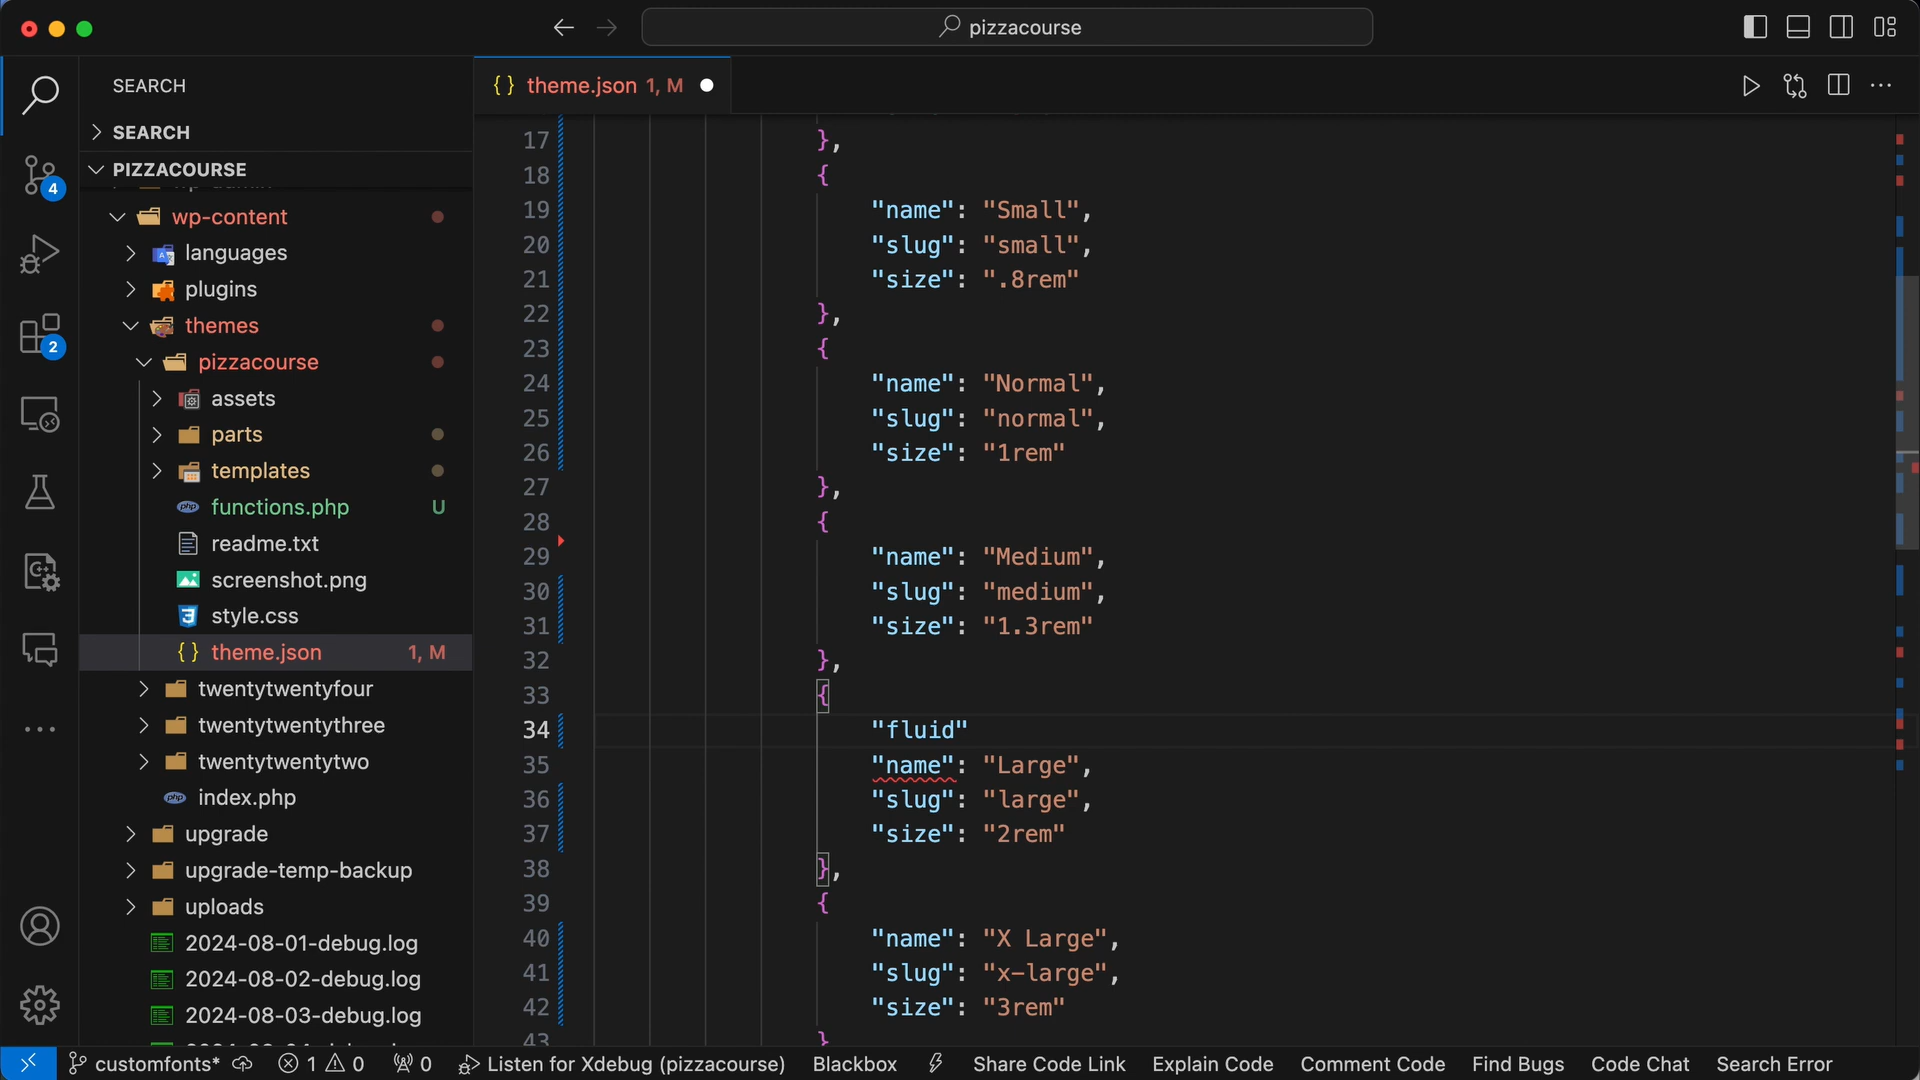 pizzacourse
SEARCH
SEARCH
PIZZACOURSE
wp-content
languages
plugins
themes
pizzacourse
assets
parts
templates
functions.php U
readme.txt
screenshot.png
style.css
{} theme.json 1, M
twentytwentyfour
twentytwentythree
twentytwentytwo
index.php
upgrade
upgrade-temp-backup
uploads
2024-08-01-debug.log
2024-08-02-debug.log
2024-08-03-debug.log
4
2
{} theme.json 1, M
17 },
18 {
19 "name": "Small",
20 "slug": "small",
21 "size": ".8rem"
22 },
23 {
24 "name": "Normal",
25 "slug": "normal",
26 "size": "1rem"
27 },
28 {
29 "name": "Medium",
30 "slug": "medium",
31 "size": "1.3rem"
32 },
33 {
34 "fluid"
35 "name": "Large",
36 "slug": "large",
37 "size": "2rem"
38 },
39 {
40 "name": "X Large",
41 "slug": "x-large",
42 "size": "3rem"
43 }
customfonts* 1 0 0 Listen for Xdebug (pizzacourse) Blackbox Share Code Link Explain Code Comment Code Find Bugs Code Chat Search Error